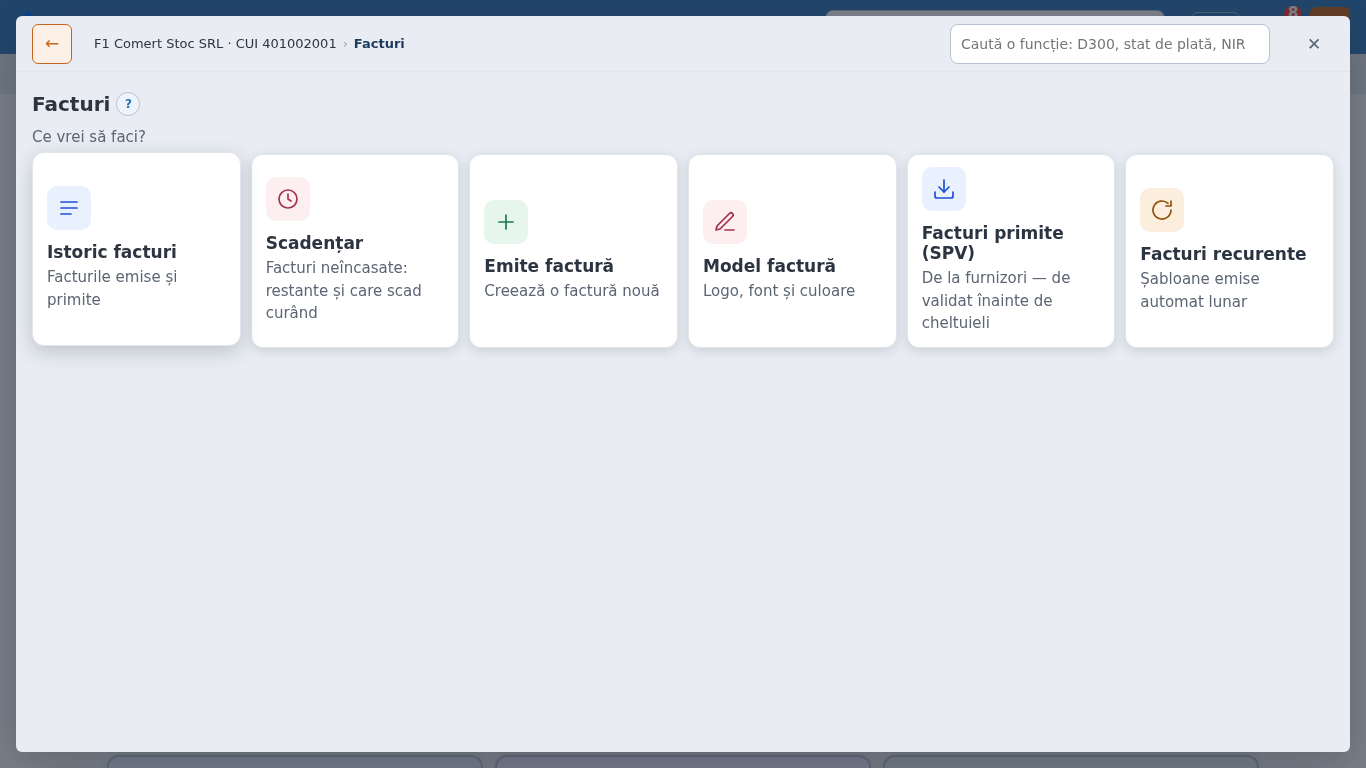 8
←
F1 Comert Stoc SRL · CUI 401002001 › Facturi
Caută o funcție: D300, stat de plată, NIR
✕
Facturi ?
Ce vrei să faci?
Istoric facturi
Facturile emise și
primite
Scadențar
Facturi neîncasate:
restante și care scad
curând
Emite factură
Creează o factură nouă
Model factură
Logo, font și culoare
Facturi primite
(SPV)
De la furnizori — de
validat înainte de
cheltuieli
Facturi recurente
Șabloane emise
automat lunar